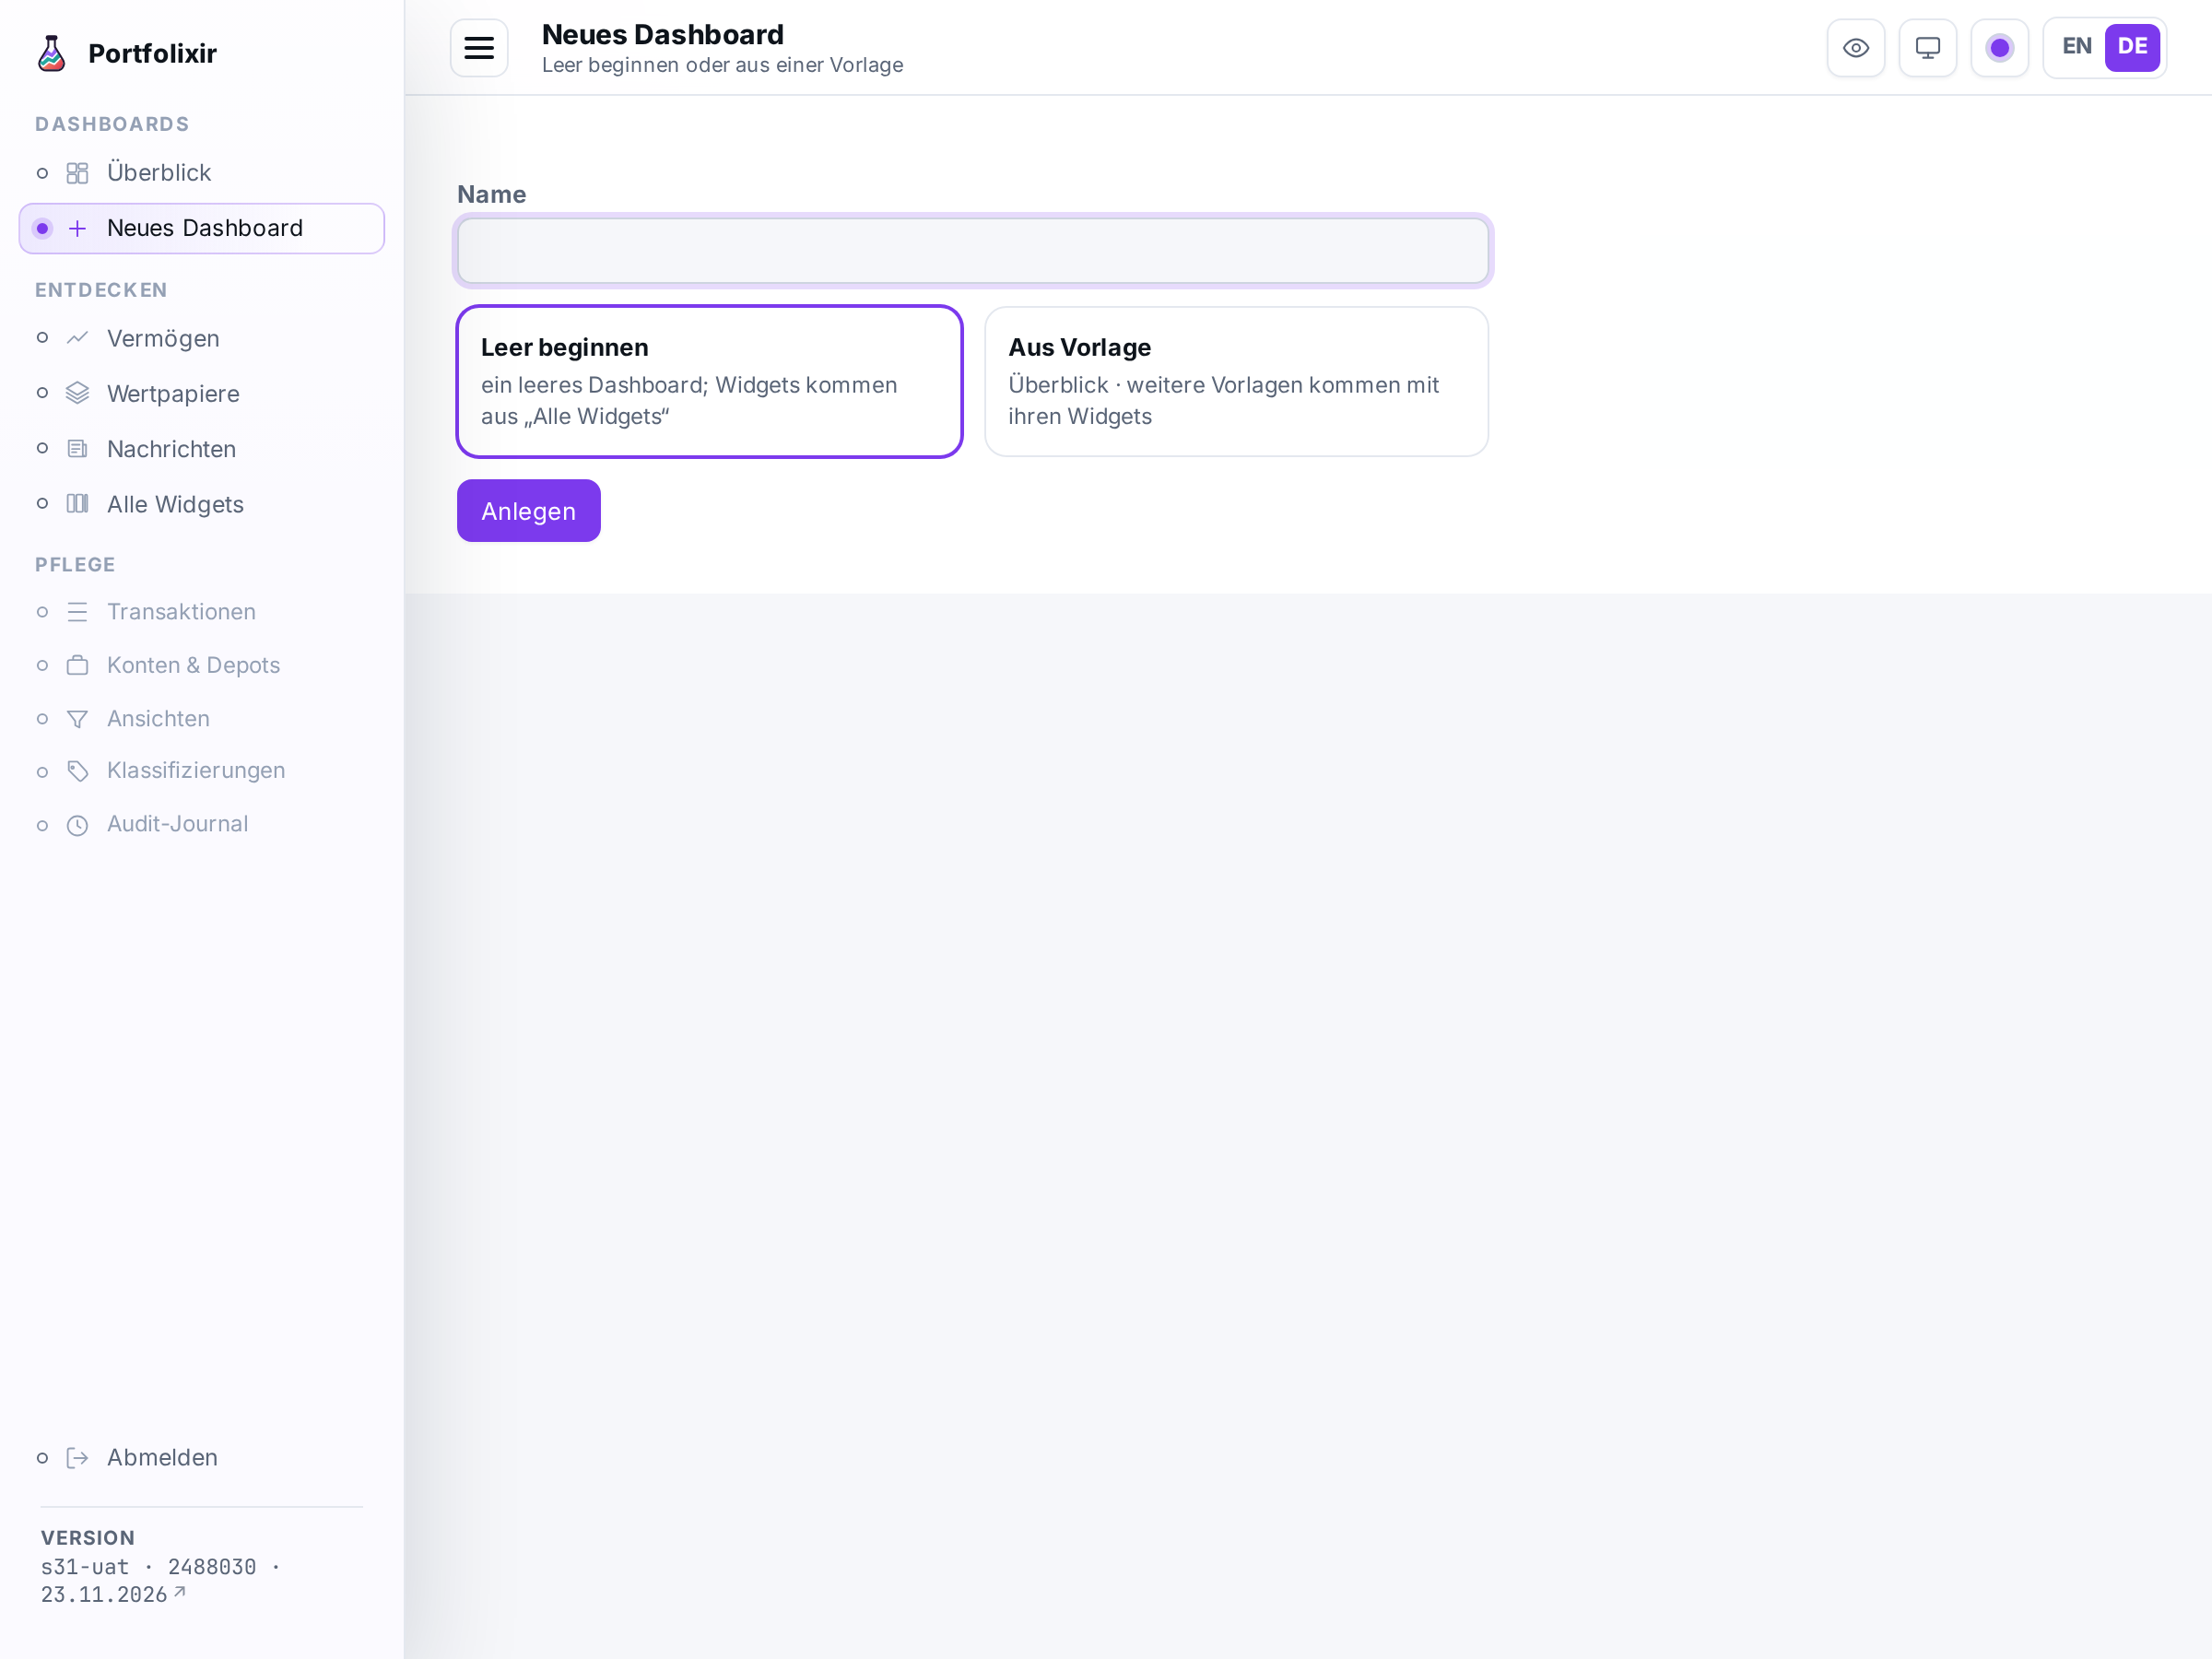 Portfolixir
DASHBOARDS
Überblick
Neues Dashboard
ENTDECKEN
Vermögen
Wertpapiere
Nachrichten
Alle Widgets
PFLEGE
Transaktionen
Konten & Depots
Ansichten
Klassifizierungen
Audit-Journal
Abmelden
VERSION
s31-uat · 2488030 ·
23.11.2026↗
Neues Dashboard
Leer beginnen oder aus einer Vorlage
EN DE
Name
Leer beginnen
ein leeres Dashboard; Widgets kommen
aus „Alle Widgets“
Aus Vorlage
Überblick · weitere Vorlagen kommen mit
ihren Widgets
Anlegen